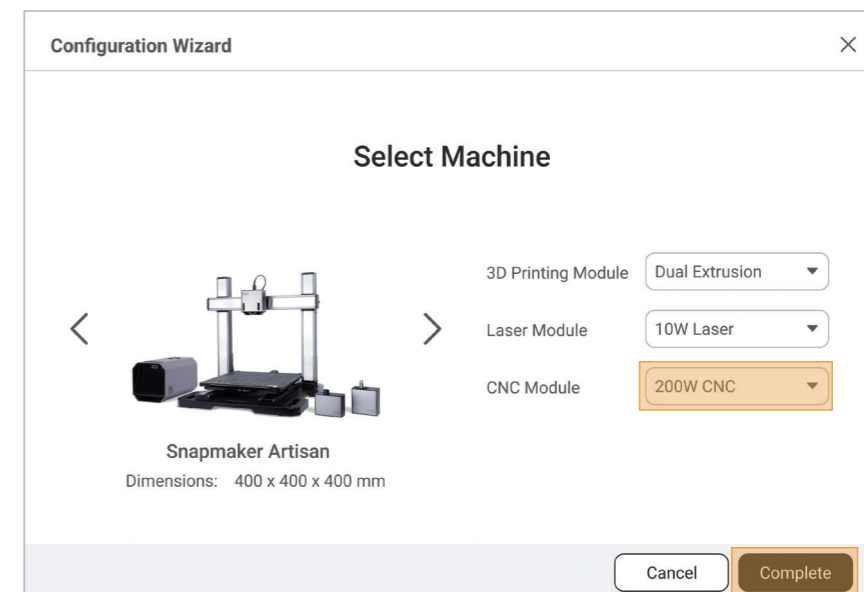 Configuration Wizard
Select Machine
3D Printing Module Dual Extrusion
Laser Module 10W Laser
CNC Module 200W CNC
Snapmaker Artisan
Dimensions: 400 x 400 x 400 mm
Cancel Complete